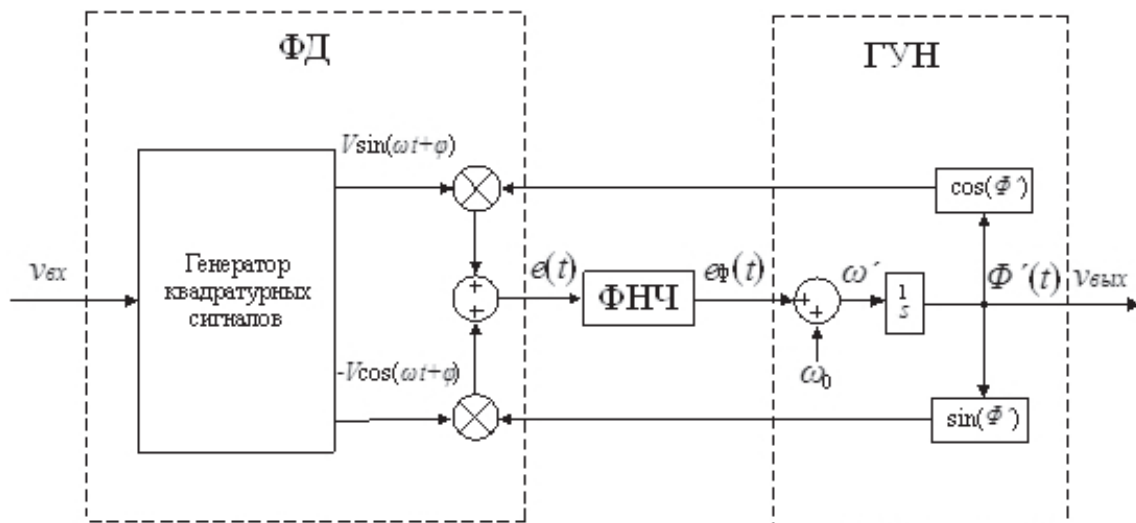 ФД
ГУН
Vsin(ωt+φ)
cos(Φ´)
vвх
Генератор
квадратурных
сигналов
e(t)
ФНЧ
eФ(t)
+
+
+
+
ω´
1
s
Φ´(t)
vвых
ω0
-Vcos(ωt+φ)
sin(Φ´)